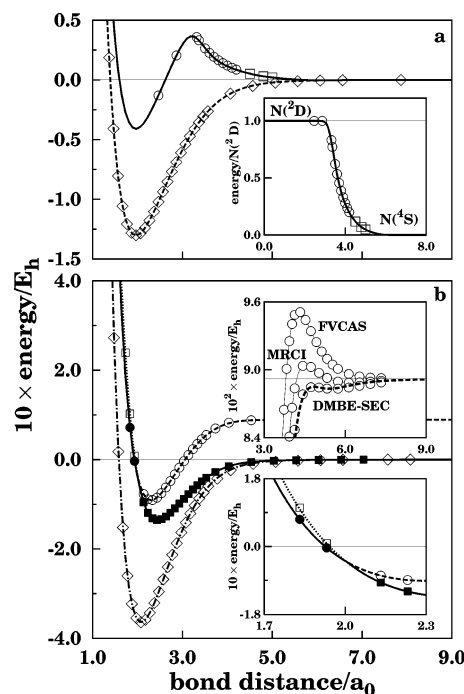 a
0.5
0.0
-0.5
-1.0
-1.5
energy/N(²D)
1.0
0.5
0.0
N(²D)
N(⁴S)
0.0 4.0 8.0
10 × energy/E_h
b
4.0
2.0
0.0
-2.0
-4.0
10² × energy/E_h
9.6
9.0
8.4
FVCAS
MRCI
DMBE-SEC
3.0 6.0 9.0
10 × energy/E_h
1.8
0.0
-1.8
1.7 2.0 2.3
1.0 3.0 5.0 7.0 9.0
bond distance/a₀